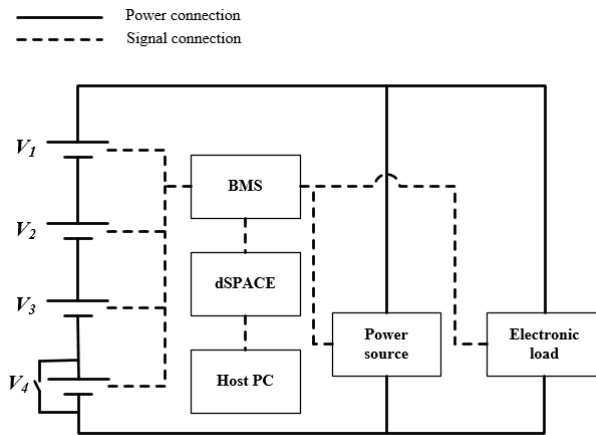 Power connection
Signal connection
V1
V2
V3
V4
BMS
dSPACE
Host PC
Power
source
Electronic
load